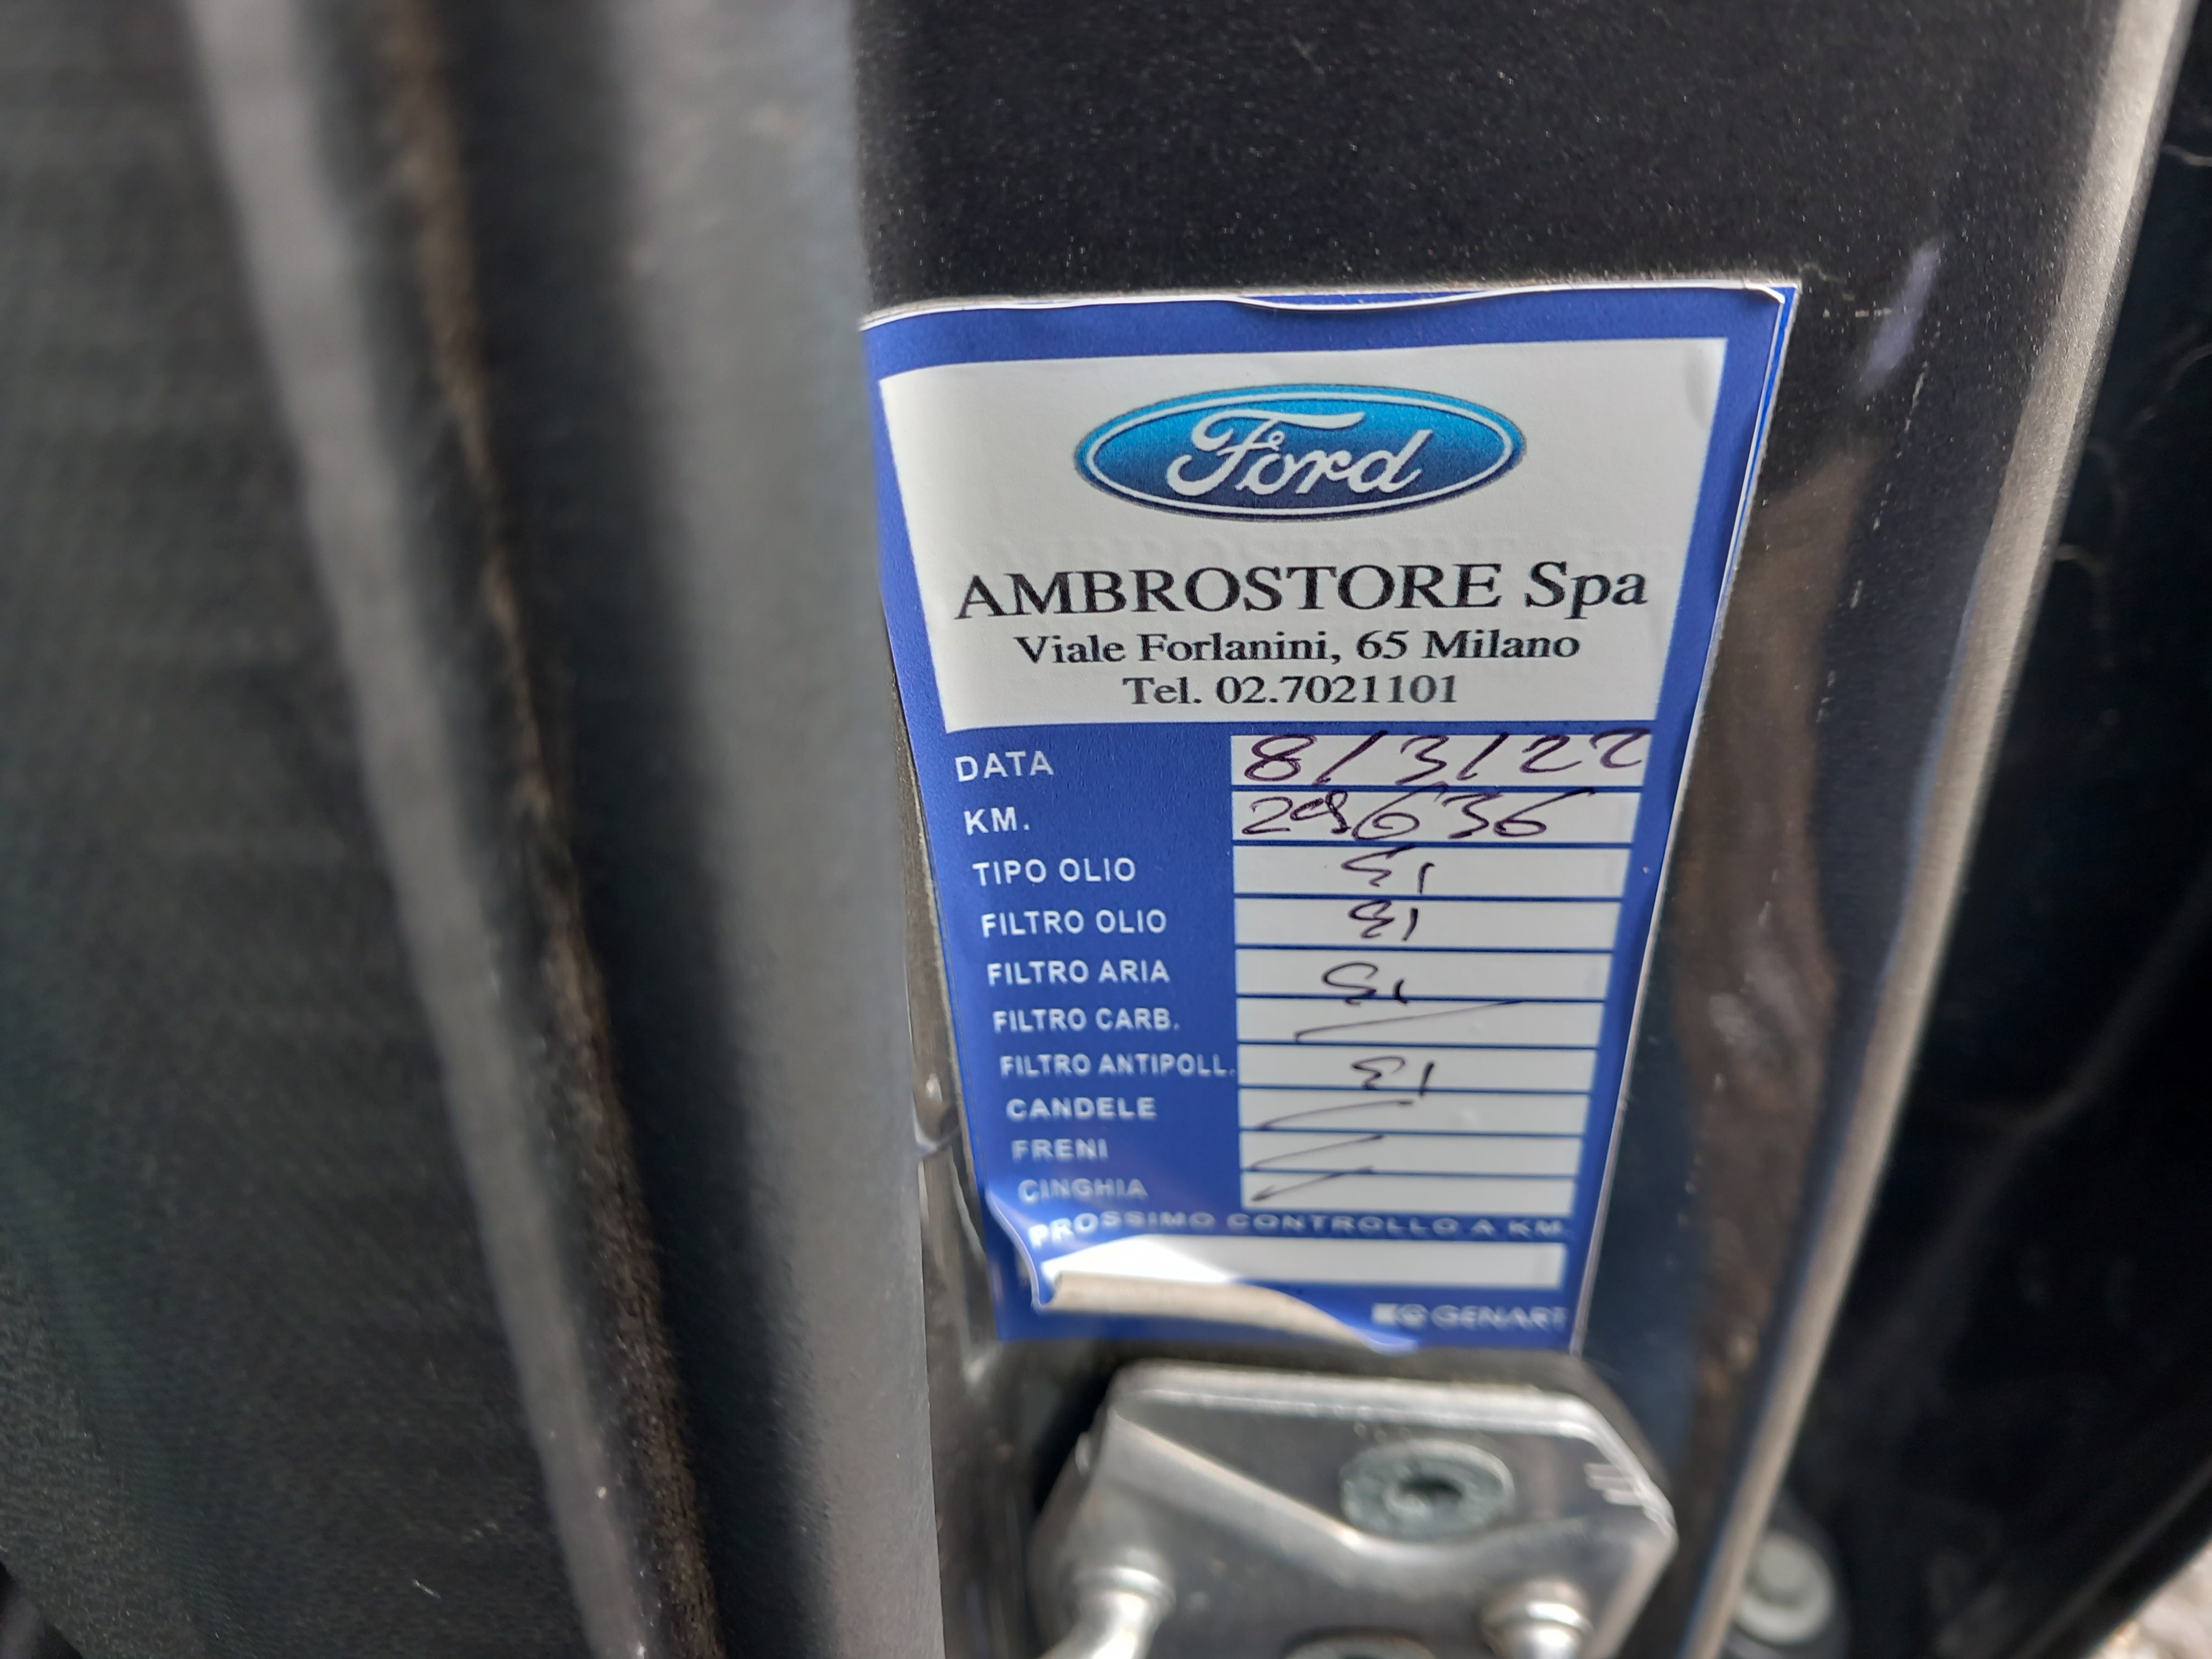 Ford
AMBROSTORE Spa
Viale Forlanini, 65 Milano
Tel. 02.7021101
DATA 8/3/22
KM. 29636
TIPO OLIO SI
FILTRO OLIO SI
FILTRO ARIA SI
FILTRO CARB.
FILTRO ANTIPOLL. SI
CANDELE
FRENI
CINGHIA
PROSSIMO CONTROLLO A KM.
GENART